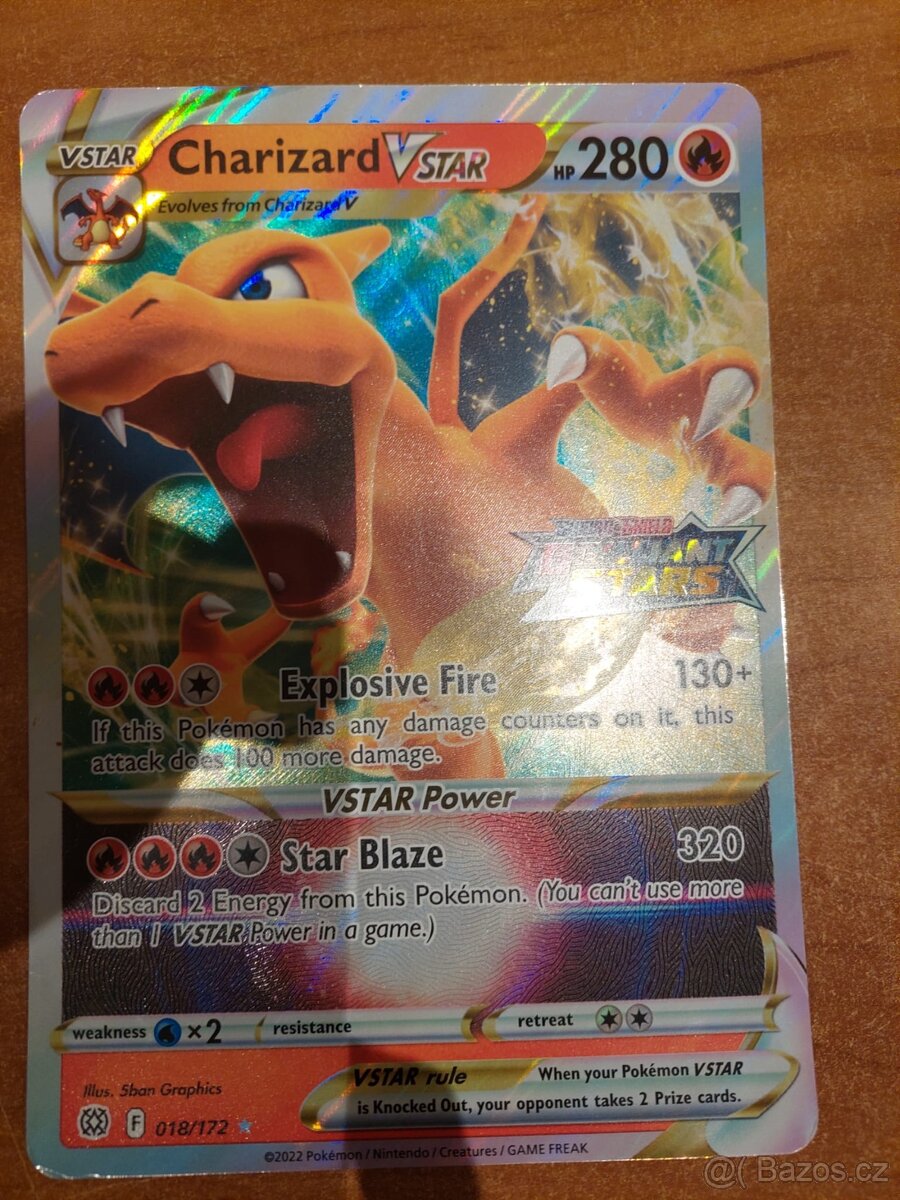 VSTAR Charizard VSTAR HP 280
Evolves from Charizard V
SWORD & SHIELD
BRILLIANT
STARS
Explosive Fire 130+
If this Pokémon has any damage counters on it, this
attack does 100 more damage.
VSTAR Power
Star Blaze 320
Discard 2 Energy from this Pokémon. (You can't use more
than 1 VSTAR Power in a game.)
weakness ×2 resistance retreat
VSTAR rule When your Pokémon VSTAR
is Knocked Out, your opponent takes 2 Prize cards.
Illus. 5ban Graphics
F 018/172
©2022 Pokémon / Nintendo / Creatures / GAME FREAK
@( Bazos.cz